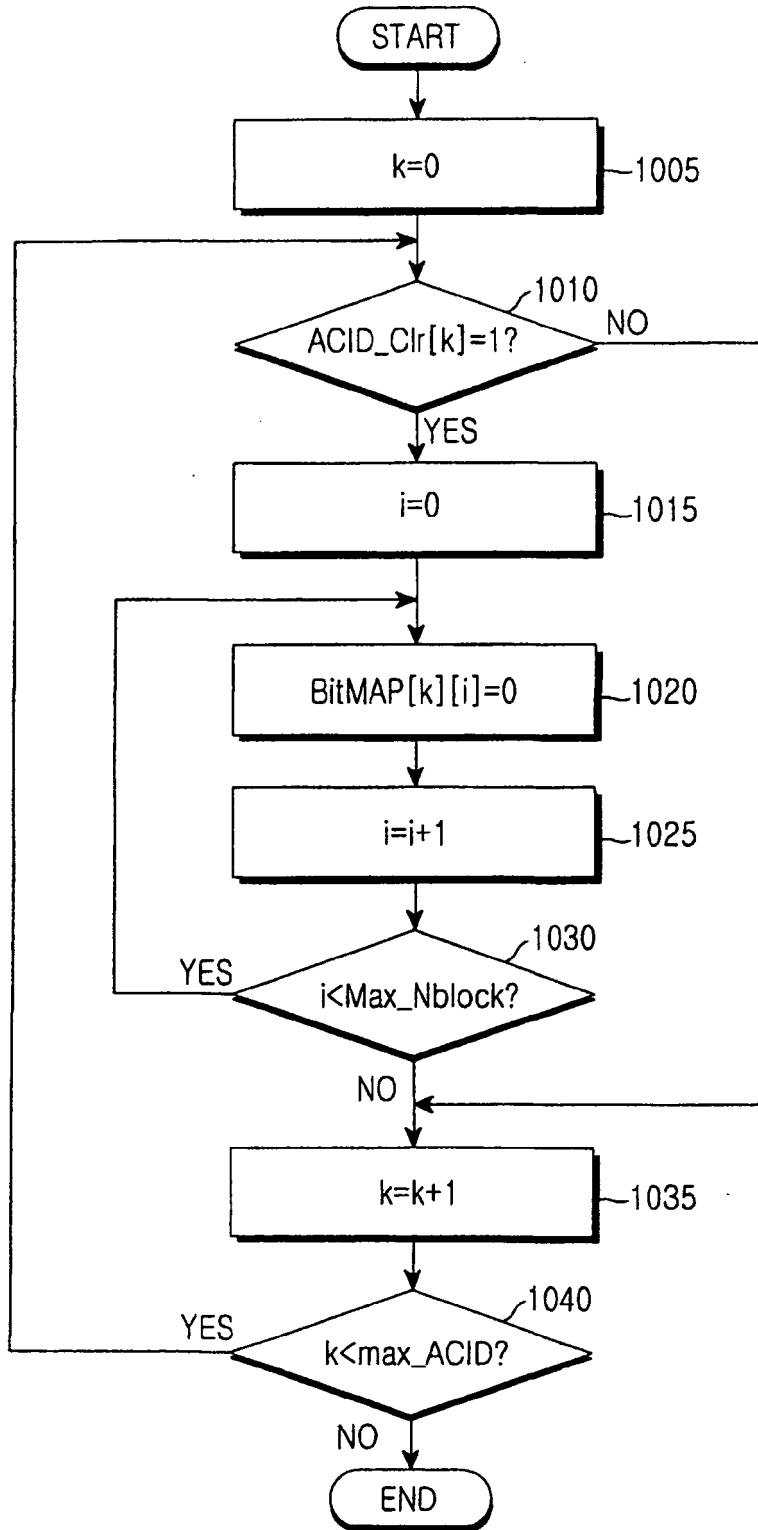 START
k=0
1005
1010
ACID_Clr[k]=1?
NO
YES
i=0
1015
BitMAP[k][i]=0
1020
i=i+1
1025
1030
YES
i<Max_Nblock?
NO
k=k+1
1035
1040
YES
k<max_ACID?
NO
END